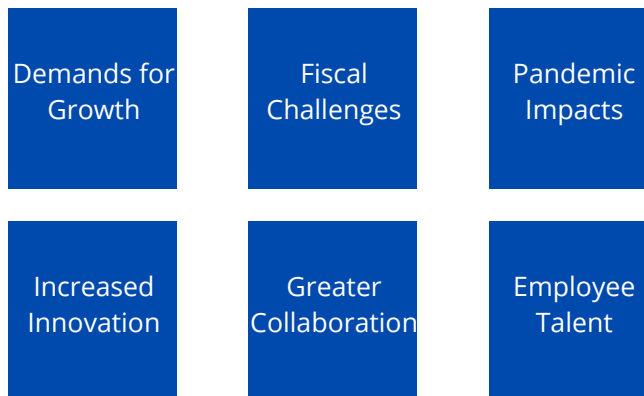 Demands for
Growth
Fiscal
Challenges
Pandemic
Impacts
Increased
Innovation
Greater
Collaboration
Employee
Talent